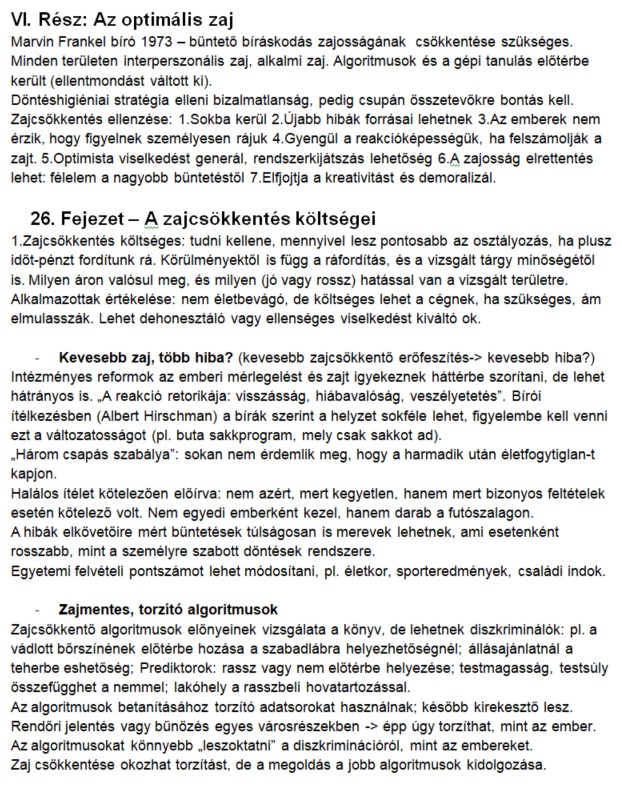 VI. Rész: Az optimális zaj
Marvin Frankel bíró 1973 – büntető bíráskodás zajosságának csökkentése szükséges.
Minden területen interperszonális zaj, alkalmi zaj. Algoritmusok és a gépi tanulás előtérbe
került (ellentmondást váltott ki).
Döntéshigiéniai stratégia elleni bizalmatlanság, pedig csupán összetevőkre bontás kell.
Zajcsökkentés ellenzése: 1.Sokba kerül 2.Újabb hibák forrásai lehetnek 3.Az emberek nem
érzik, hogy figyelnek személyesen rájuk 4.Gyengül a reakcióképességük, ha felszámolják a
zajt. 5.Optimista viselkedést generál, rendszerkijátszás lehetőség 6.A zajosság elrettentés
lehet: félelem a nagyobb büntetéstől 7.Elfjojtja a kreativitást és demoralizál.
26. Fejezet – A zajcsökkentés költségei
1.Zajcsökkentés költséges: tudni kellene, mennyivel lesz pontosabb az osztályozás, ha plusz
időt-pénzt fordítunk rá. Körülményektől is függ a ráfordítás, és a vizsgált tárgy minőségétől
is. Milyen áron valósul meg, és milyen (jó vagy rossz) hatással van a vizsgált területre.
Alkalmazottak értékelése: nem életbevágó, de költséges lehet a cégnek, ha szükséges, ám
elmulasszák. Lehet dehonesztáló vagy ellenséges viselkedést kiváltó ok.
- Kevesebb zaj, több hiba? (kevesebb zajcsökkentő erőfeszítés-> kevesebb hiba?)
Intézményes reformok az emberi mérlegelést és zajt igyekeznek háttérbe szorítani, de lehet
hátrányos is. „A reakció retorikája: visszásság, hiábavalóság, veszélyetetés”. Bírói
ítélkezésben (Albert Hirschman) a bírák szerint a helyzet sokféle lehet, figyelembe kell venni
ezt a változatosságot (pl. buta sakkprogram, mely csak sakkot ad).
„Három csapás szabálya”: sokan nem érdemlik meg, hogy a harmadik után életfogytiglan-t
kapjon.
Halálos ítélet kötelezően előírva: nem azért, mert kegyetlen, hanem mert bizonyos feltételek
esetén kötelező volt. Nem egyedi emberként kezel, hanem darab a futószalagon.
A hibák elkövetőire mért büntetések túlságosan is merevek lehetnek, ami esetenként
rosszabb, mint a személyre szabott döntések rendszere.
Egyetemi felvételi pontszámot lehet módosítani, pl. életkor, sporteredmények, családi indok.
- Zajmentes, torzító algoritmusok
Zajcsökkentő algoritmusok előnyeinek vizsgálata a könyv, de lehetnek diszkriminálók: pl. a
vádlott bőrszínének előtérbe hozása a szabadlábra helyezhetőségnél; állásajánlatnál a
teherbe eshetőség; Prediktorok: rassz vagy nem előtérbe helyezése; testmagasság, testsúly
összefügghet a nemmel; lakóhely a rasszbeli hovatartozással.
Az algoritmusok betanításához torzító adatsorokat használnak; később kirekesztő lesz.
Rendőri jelentés vagy bűnözés egyes városrészekben -> épp úgy torzíthat, mint az ember.
Az algoritmusokat könnyebb „leszoktatni” a diszkriminációról, mint az embereket.
Zaj csökkentése okozhat torzítást, de a megoldás a jobb algoritmusok kidolgozása.